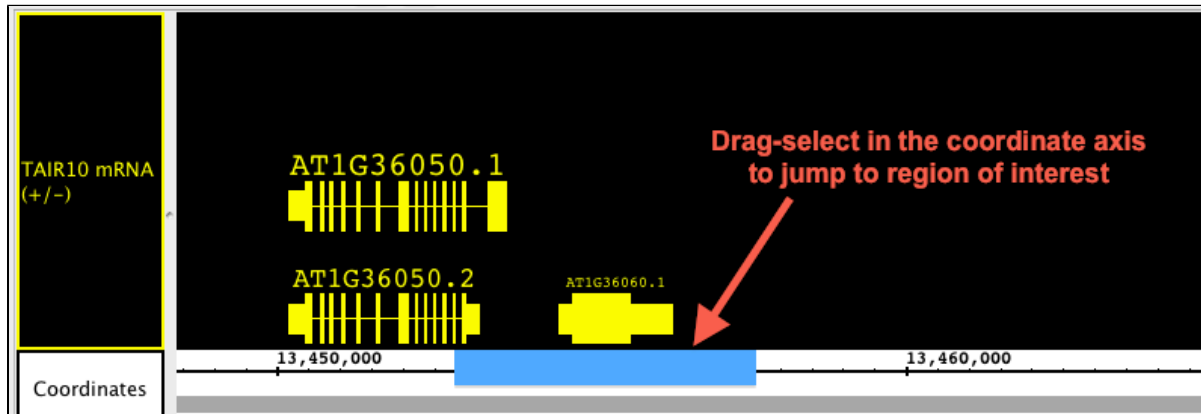 TAIR10 mRNA
(+/-)
AT1G36050.1
Drag-select in the coordinate axis
to jump to region of interest
AT1G36050.2
AT1G36060.1
13,450,000
13,460,000
Coordinates